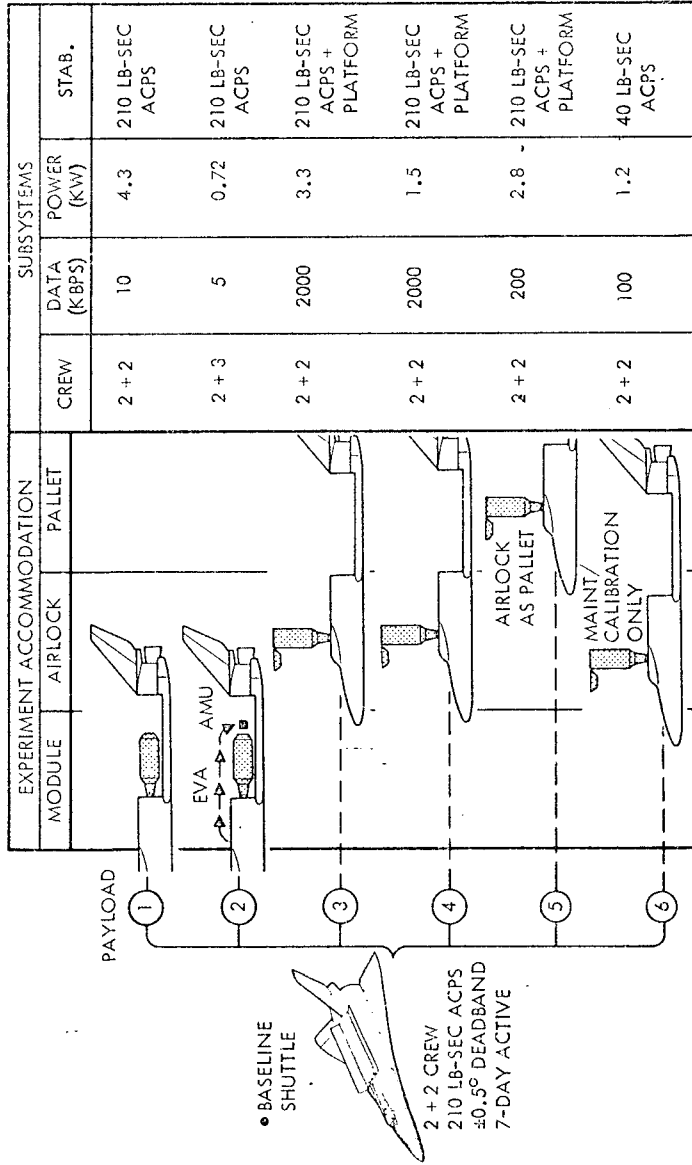 EXPERIMENT ACCOMMODATION
SUBSYSTEMS
MODULE
AIRLOCK
PALLET
CREW
DATA
(KBPS)
POWER
(KW)
STAB.
PAYLOAD
1
2 + 2
10
4.3
210 LB-SEC
ACPS
2
EVA
AMU
2 + 3
5
0.72
210 LB-SEC
ACPS
3
2 + 2
2000
3.3
210 LB-SEC
ACPS +
PLATFORM
4
2 + 2
2000
1.5
210 LB-SEC
ACPS +
PLATFORM
5
AIRLOCK
AS PALLET
2 + 2
200
2.8 -
210 LB-SEC
ACPS +
PLATFORM
6
MAINT/
CALIBRATION
ONLY
2 + 2
100
1.2
40 LB-SEC
ACPS
• BASELINE
SHUTTLE
2 + 2 CREW
210 LB-SEC ACPS
±0.5° DEADBAND
7-DAY ACTIVE